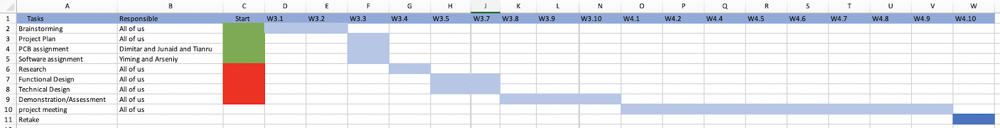 A B C D E F G H I J K L N O P Q R S T U V W
1 Tasks Responsible Start W3.1 W3.2 W3.3 W3.4 W3.5 W3.7 W3.8 W3.9 W3.10 W4.1 W4.2 W4.4 W4.5 W4.6 W4.7 W4.8 W4.9 W4.10
2 Brainstorming All of us
3 Project Plan All of us
4 PCB assignment Dimitar and Junaid and Tianru
5 Software assignment Yiming and Arseniy
6 Research All of us
7 Functional Design All of us
8 Technical Design All of us
9 Demonstration/Assessment All of us
10 project meeting All of us
11 Retake